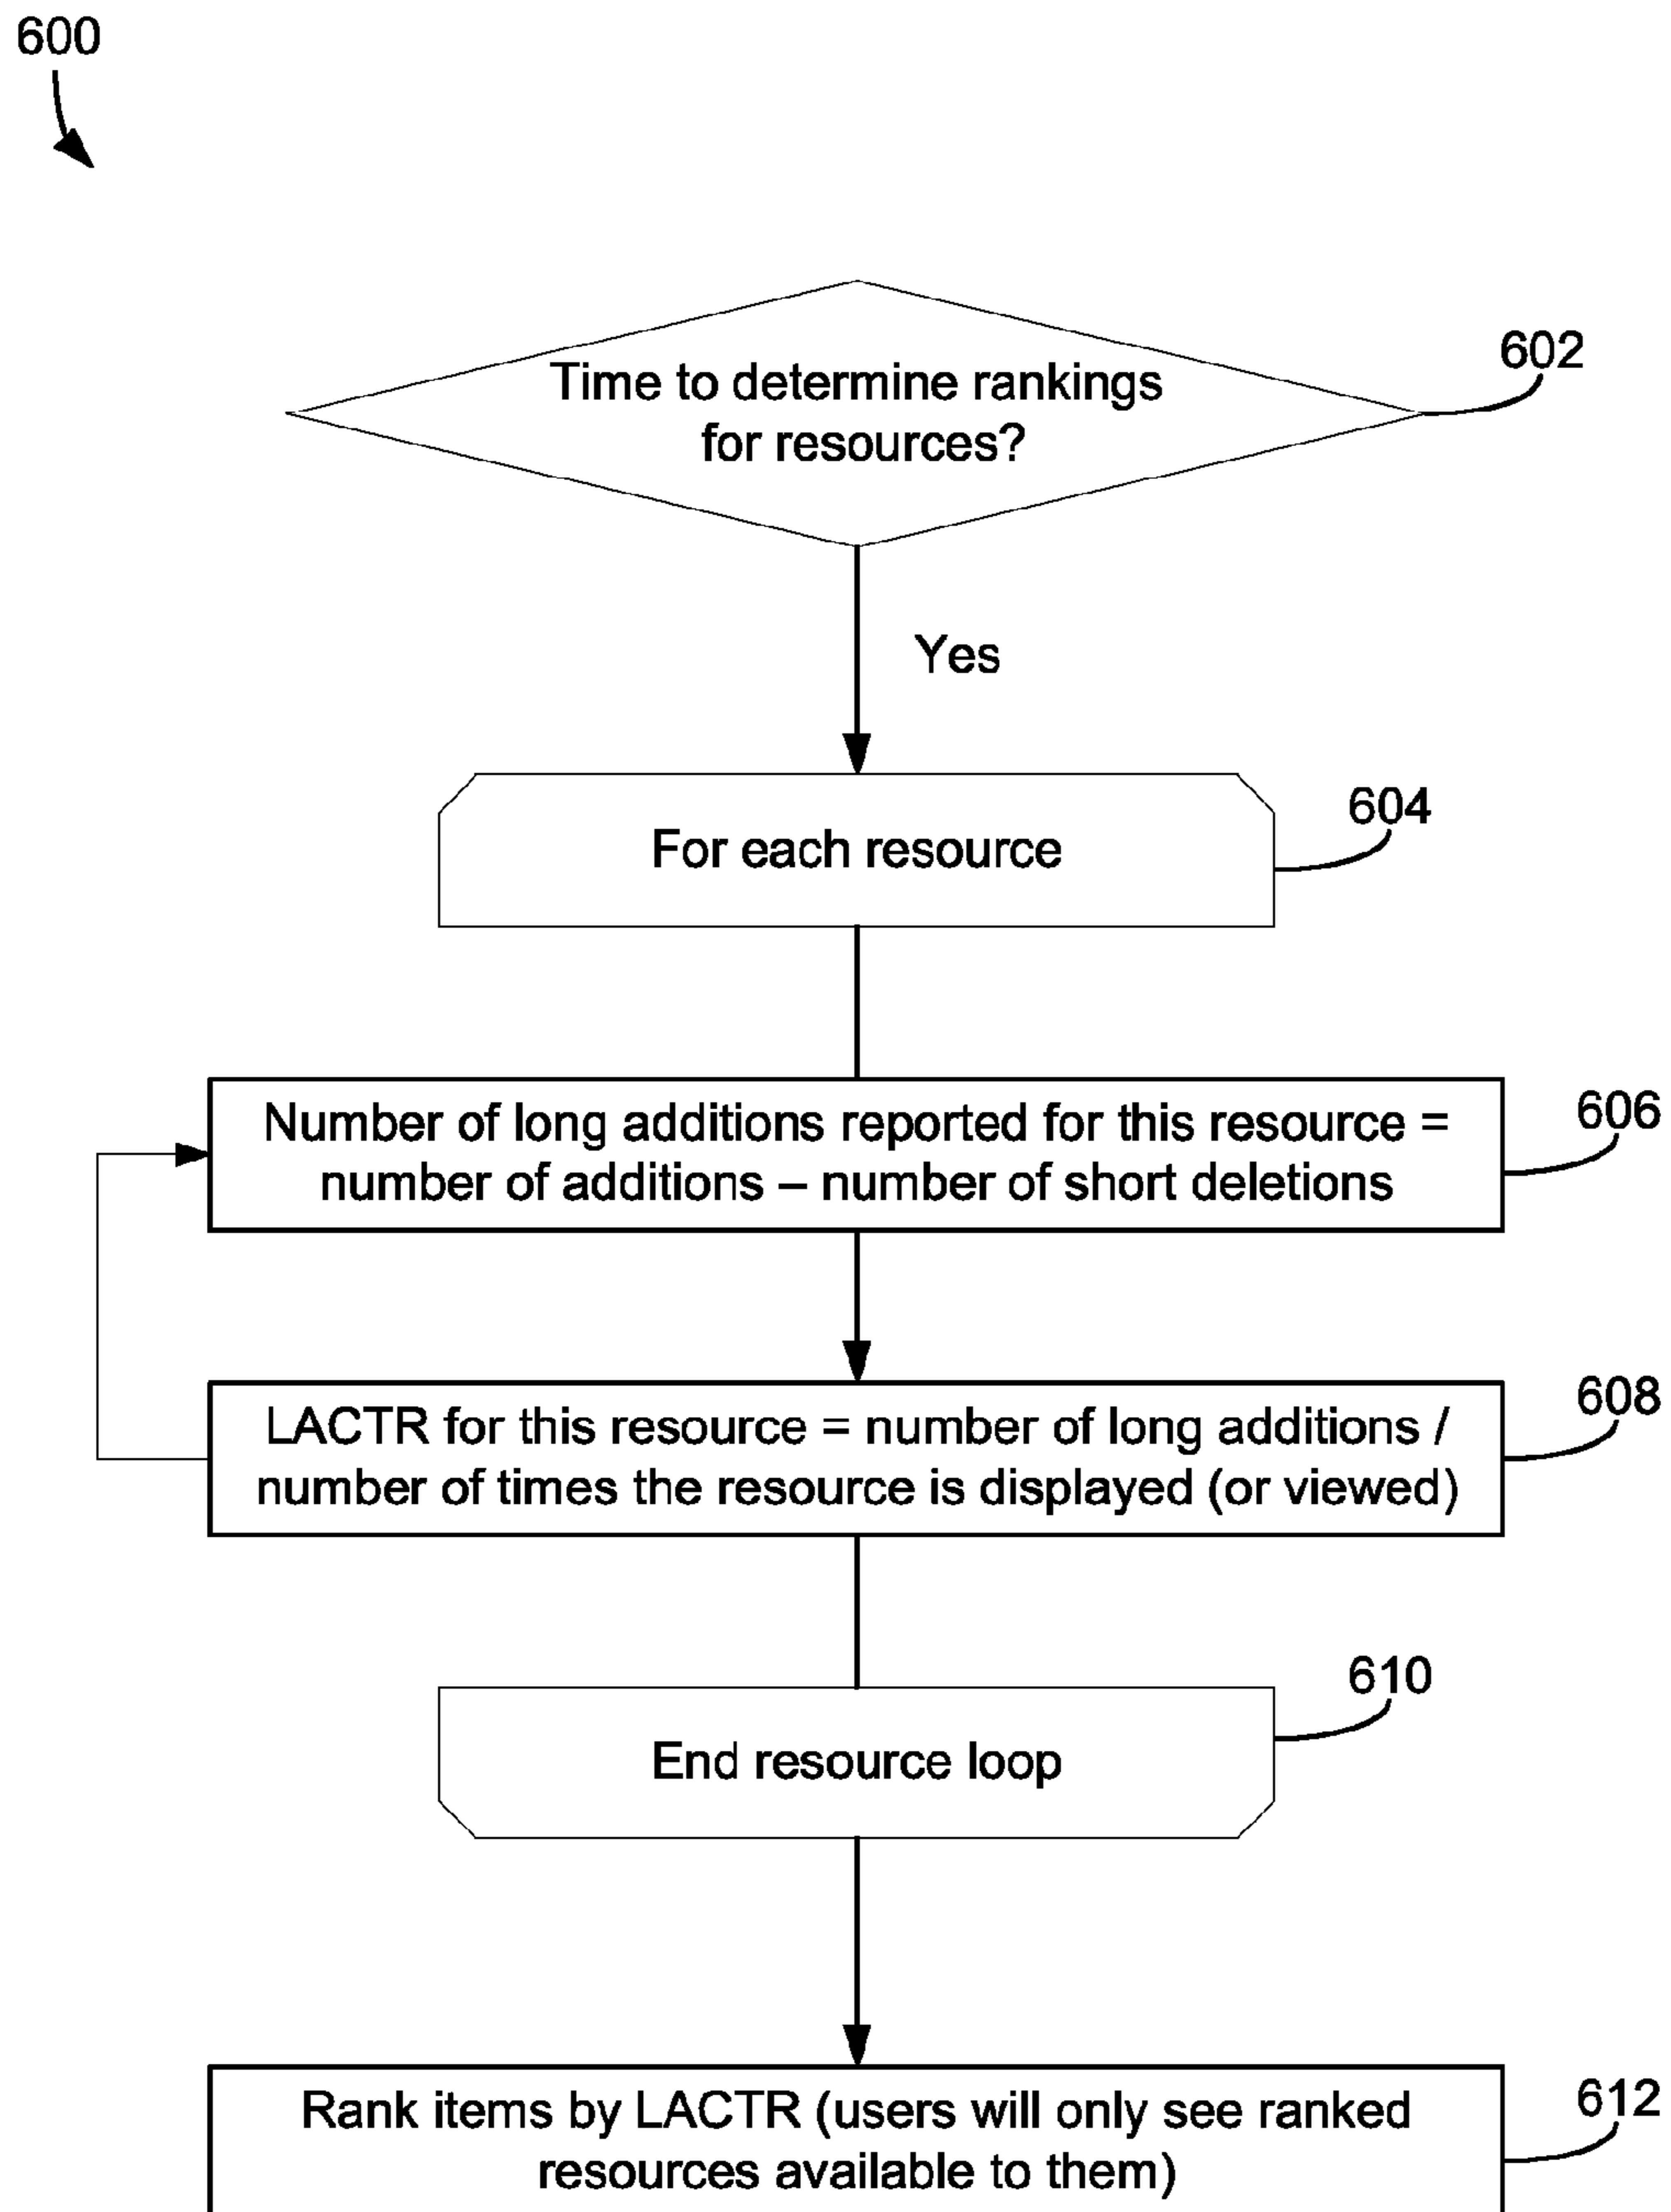 600
Time to determine rankings
for resources?
602
Yes
For each resource
604
Number of long additions reported for this resource =
number of additions – number of short deletions
606
LACTR for this resource = number of long additions /
number of times the resource is displayed (or viewed)
608
End resource loop
610
Rank items by LACTR (users will only see ranked
resources available to them)
612